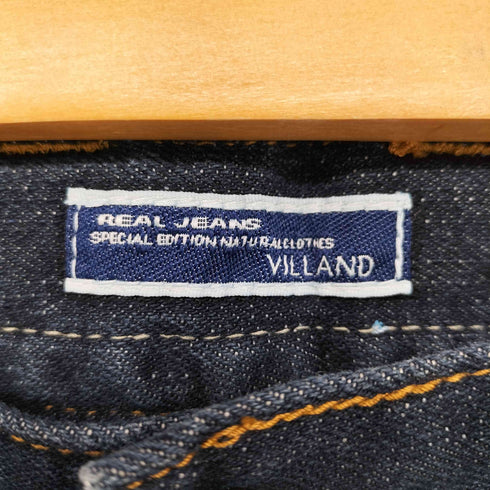 REAL JEANS
SPECIAL EDITION NATURALCLOTHES
VILLAND